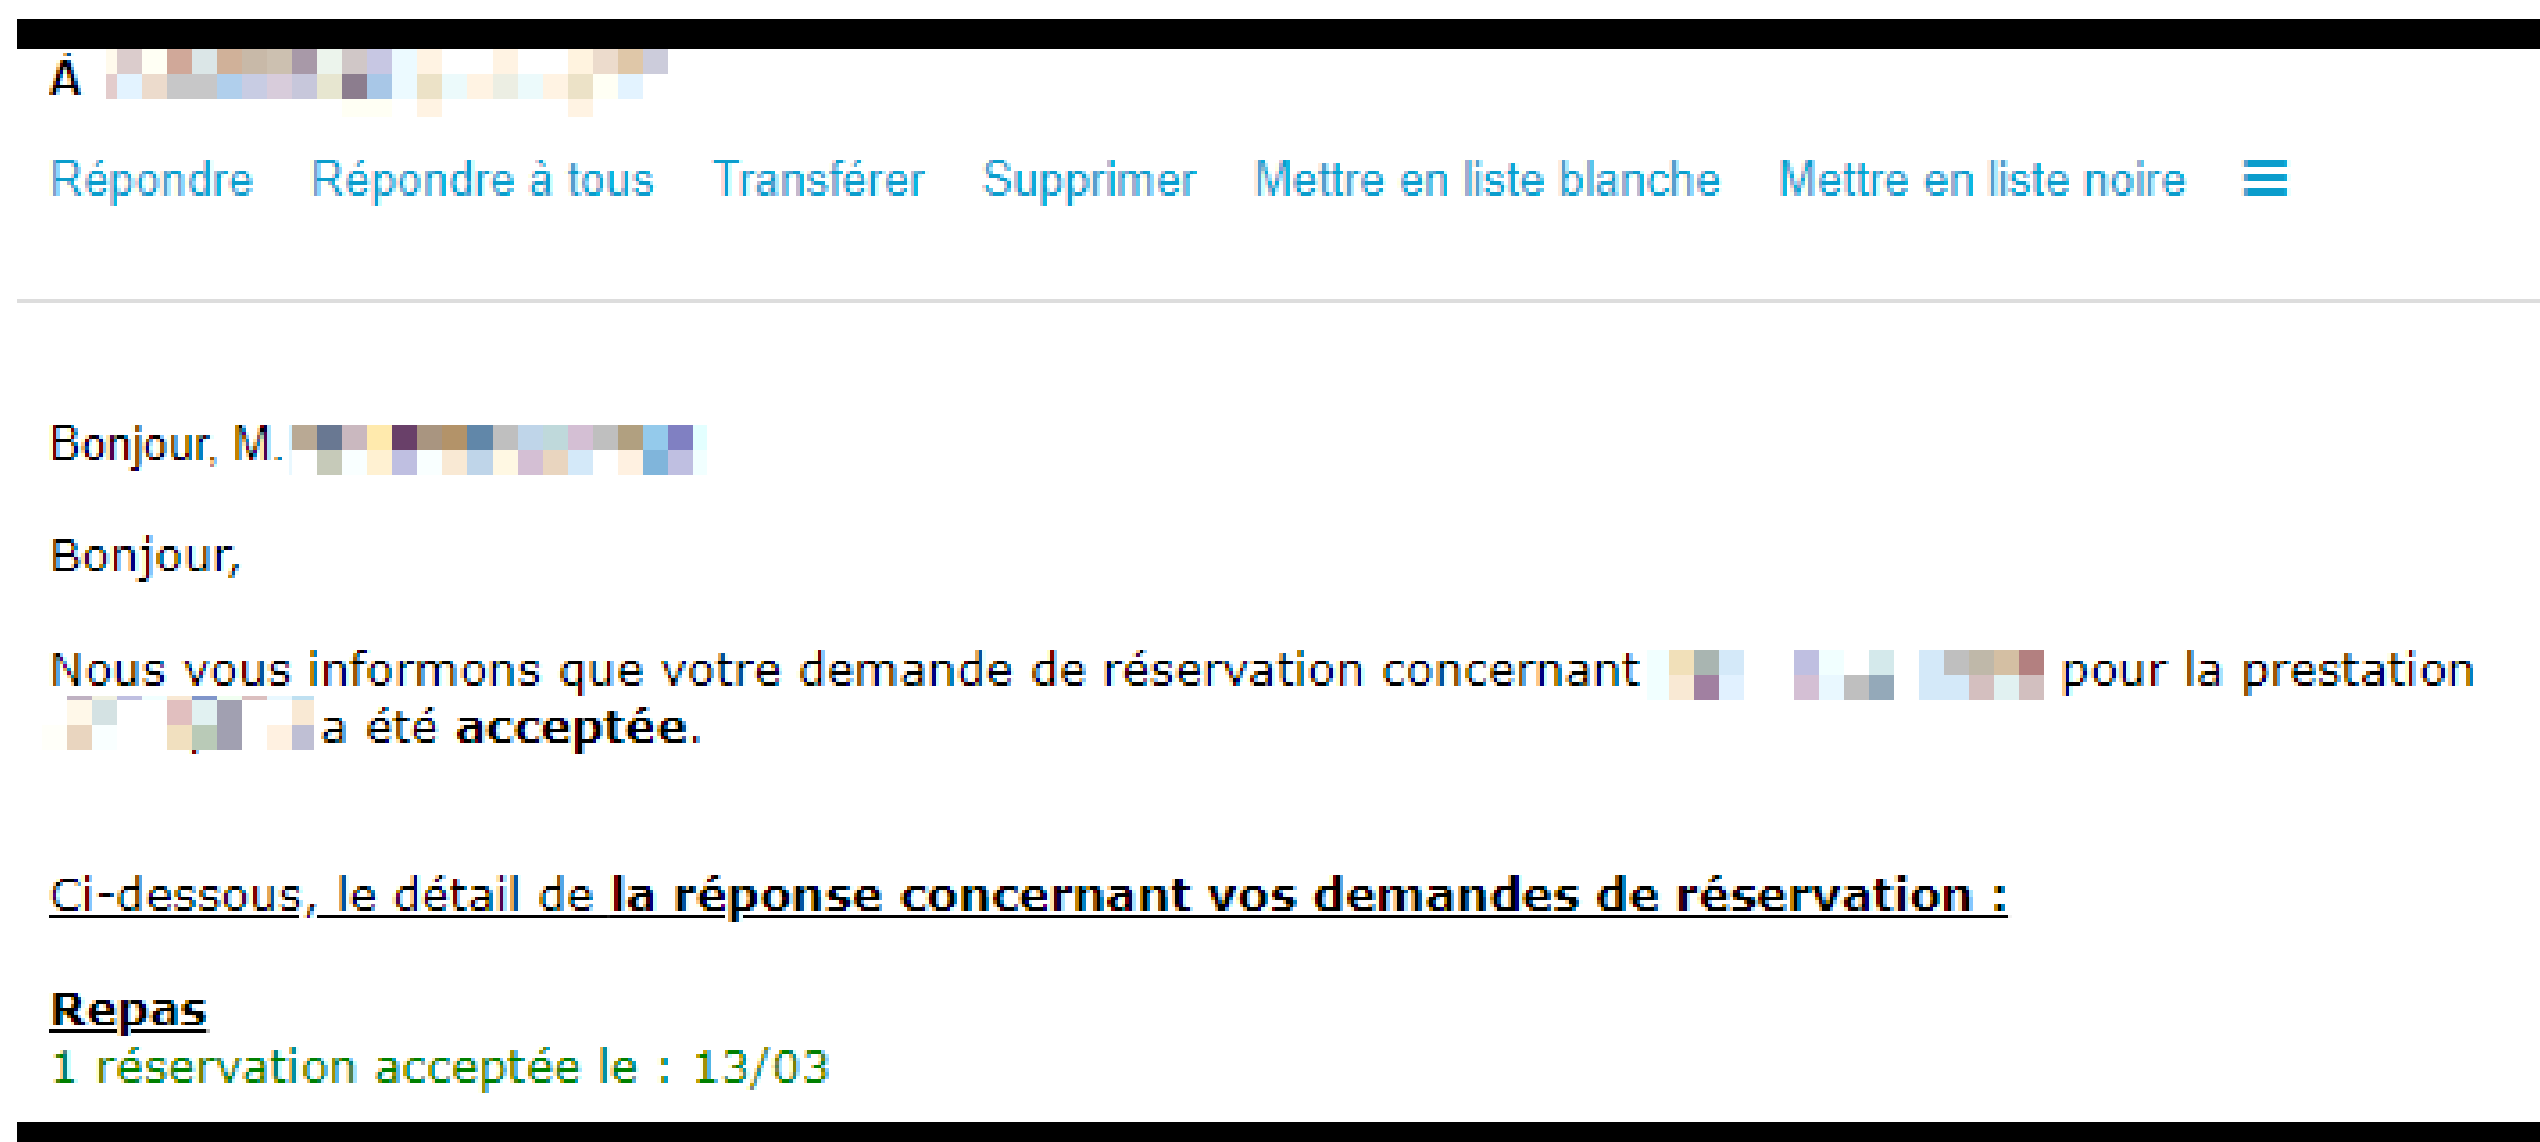 À
Répondre Répondre à tous Transférer Supprimer Mettre en liste blanche Mettre en liste noire
Bonjour, M.
Bonjour,
Nous vous informons que votre demande de réservation concernant pour la prestation
a été acceptée.
Ci-dessous, le détail de la réponse concernant vos demandes de réservation :
Repas
1 réservation acceptée le : 13/03